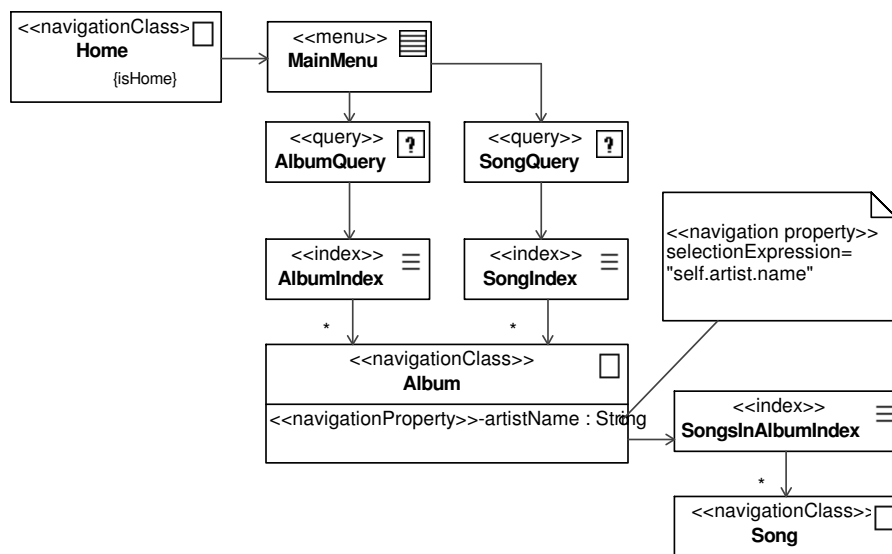 <<navigationClass>
Home
{isHome}
<<menu>>
MainMenu
<<query>>
AlbumQuery
?
<<query>>
SongQuery
?
<<index>>
AlbumIndex
<<index>>
SongIndex
<<navigation property>>
selectionExpression=
"self.artist.name"
*
*
<<navigationClass>>
Album
<<navigationProperty>>-artistName : String
<<index>>
SongsInAlbumIndex
*
<<navigationClass>>
Song